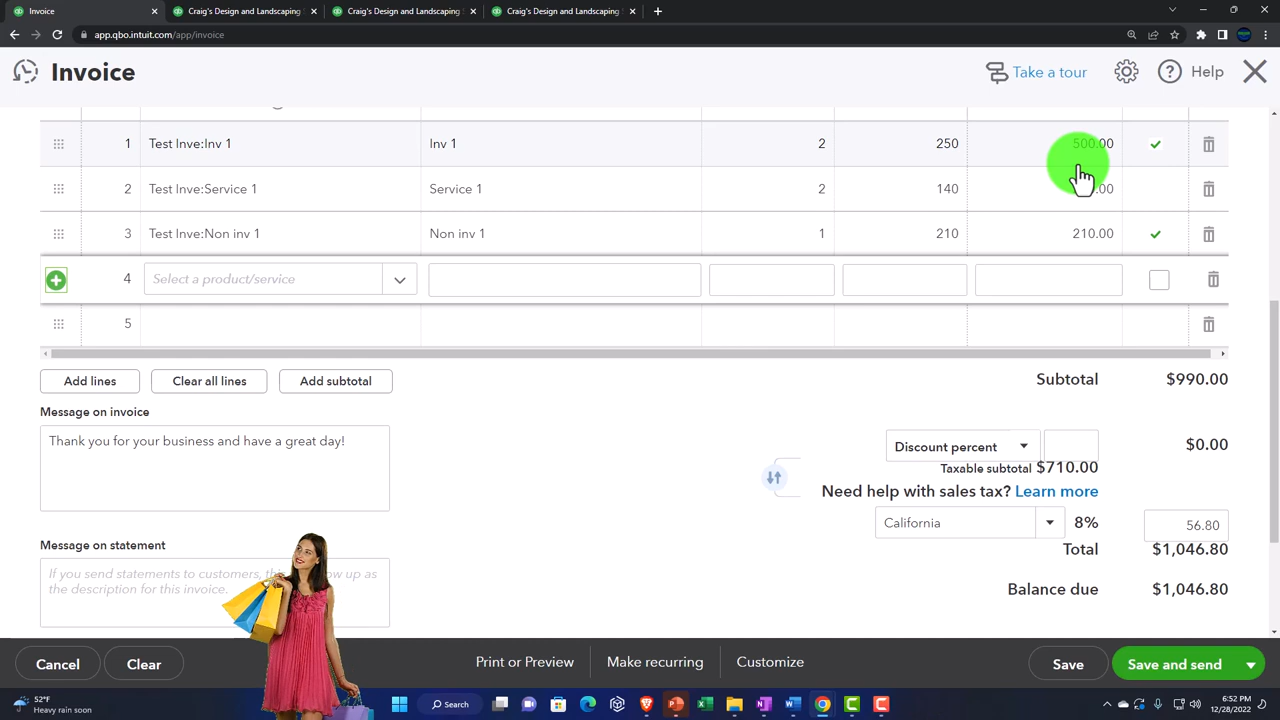 Invoice
Craig's Design and Landscaping
Craig's Design and Landscaping
Craig's Design and Landscaping
app.qbo.intuit.com/app/invoice
Invoice
Take a tour
Help
1 Test Inve:Inv 1 Inv 1 2 250 500.00
2 Test Inve:Service 1 Service 1 2 140 .00
3 Test Inve:Non inv 1 Non inv 1 1 210 210.00
4 Select a product/service
5
Add lines Clear all lines Add subtotal
Subtotal $990.00
Message on invoice
Thank you for your business and have a great day!
Discount percent $0.00
Taxable subtotal $710.00
Need help with sales tax? Learn more
California 8% 56.80
Total $1,046.80
Message on statement
If you send statements to customers, ow up as
the description for this invoice.
Balance due $1,046.80
Cancel Clear Print or Preview Make recurring Customize Save Save and send
52°F
Heavy rain soon
Search
6:52 PM
12/28/2022